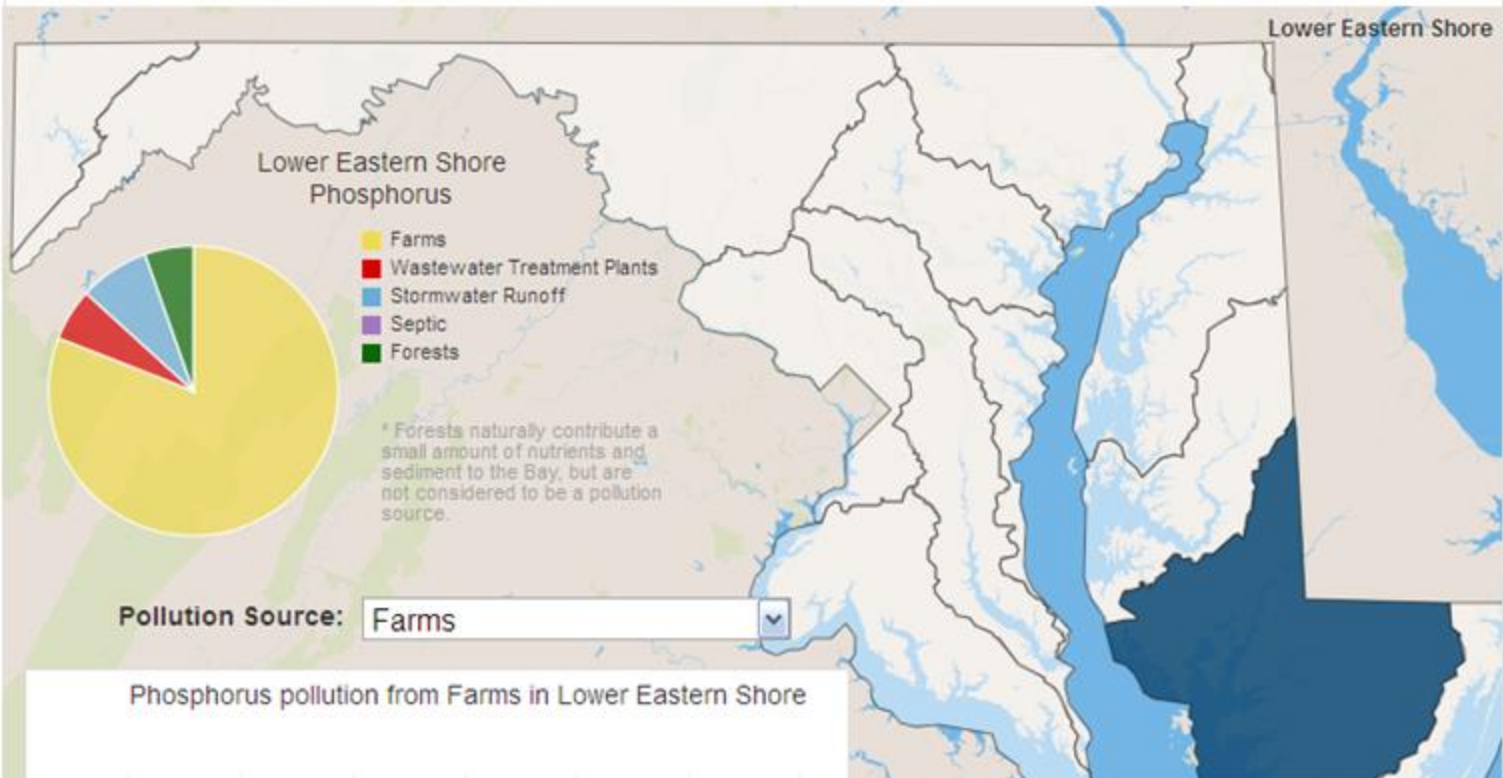 Lower Eastern Shore
Lower Eastern Shore
Phosphorus
Farms
Wastewater Treatment Plants
Stormwater Runoff
Septic
Forests
* Forests naturally contribute a
small amount of nutrients and
sediment to the Bay, but are
not considered to be a pollution
source.
Pollution Source: Farms
Phosphorus pollution from Farms in Lower Eastern Shore